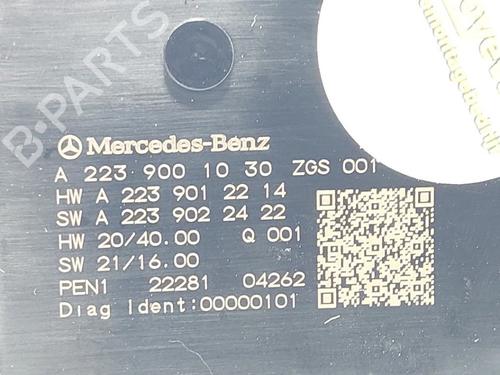 B-PARTS
Mercedes-Benz
A 223 900 10 30 ZGS 001
HW A 223 901 22 14
SW A 223 902 24 22
HW 20/40.00 Q 001
SW 21/16.00
PEN1 22281 04262
Diag Ident:00000101